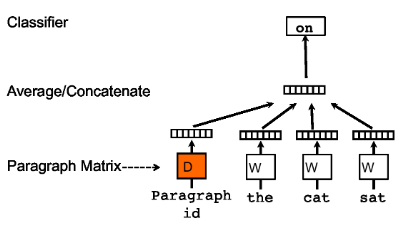 Classifier
on
Average/Concatenate
Paragraph Matrix
D
W
W
W
Paragraph
id
the
cat
sat